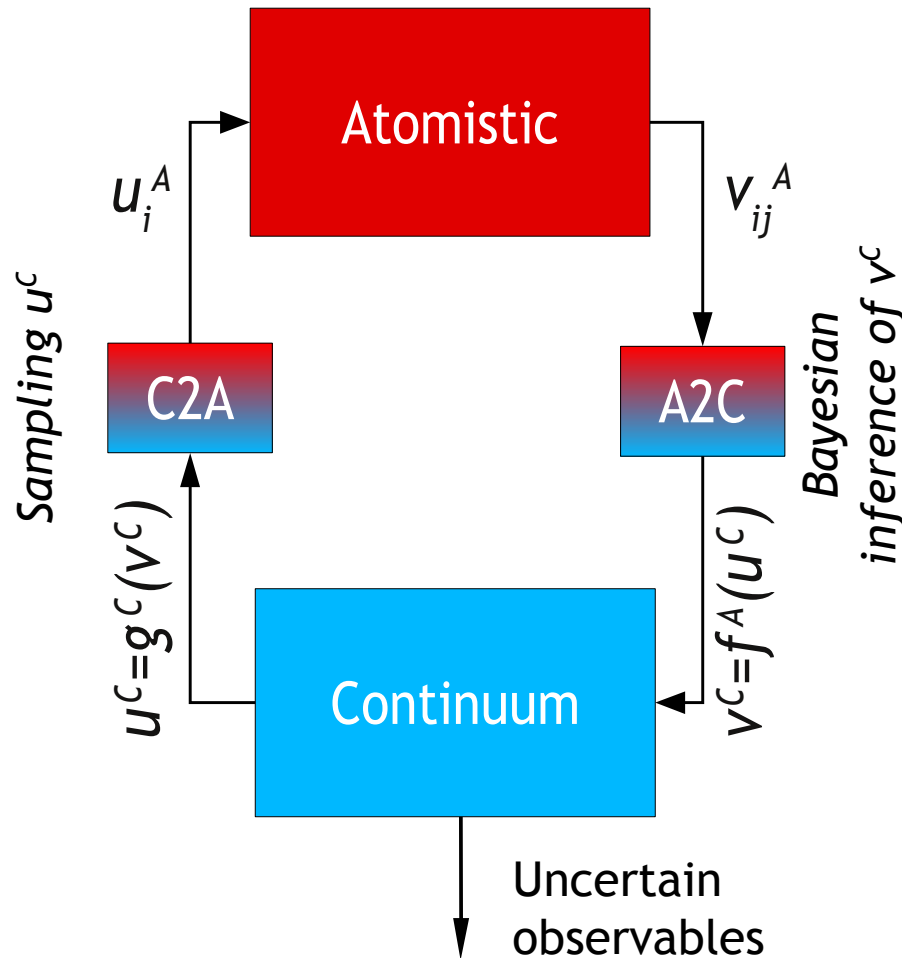 Atomistic
u_i^A
v_ij^A
Sampling u^C
C2A
A2C
Bayesian
inference of v^C
u^C=g^C(v^C)
v^C=f^A(u^C)
Continuum
Uncertain
observables